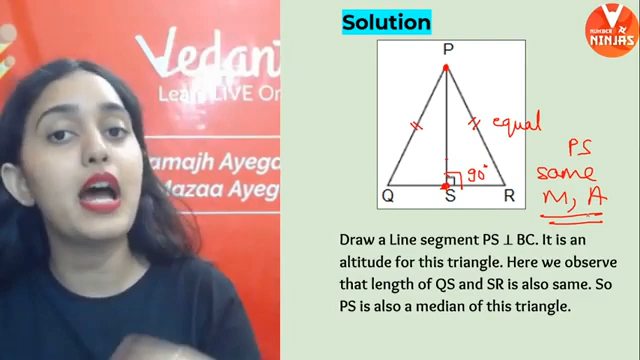 Solution
NUMBER
NINJAS
Vedant
Learn LIVE On
amajh Ayega
Mazaa Ayeg
P
equal
PS
same
M, A
90°
Q
S
R
Draw a Line segment PS ⊥ BC. It is an
altitude for this triangle. Here we observe
that length of QS and SR is also same. So
PS is also a median of this triangle.